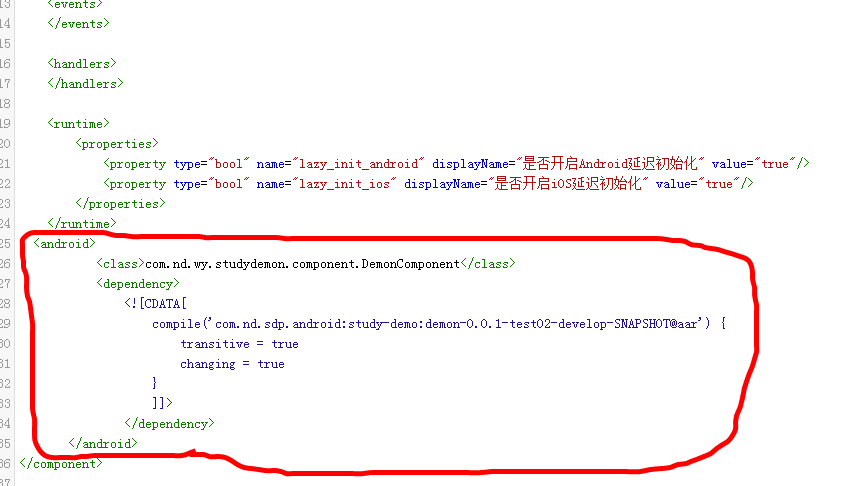 13 <events>
14 </events>
15
16 <handlers>
17 </handlers>
18
19 <runtime>
20 <properties>
21 <property type="bool" name="lazy_init_android" displayName="是否开启Android延迟初始化" value="true"/>
22 <property type="bool" name="lazy_init_ios" displayName="是否开启iOS延迟初始化" value="true"/>
23 </properties>
24 </runtime>
25 <android>
26 <class>com.nd.wy.studydemon.component.DemonComponent</class>
27 <dependency>
28 <![CDATA[
29 compile('com.nd.sdp.android:study-demo:demon-0.0.1-test02-develop-SNAPSHOT@aar') {
30 transitive = true
31 changing = true
32 }
33 ]]>
34 </dependency>
35 </android>
36 </component>
37